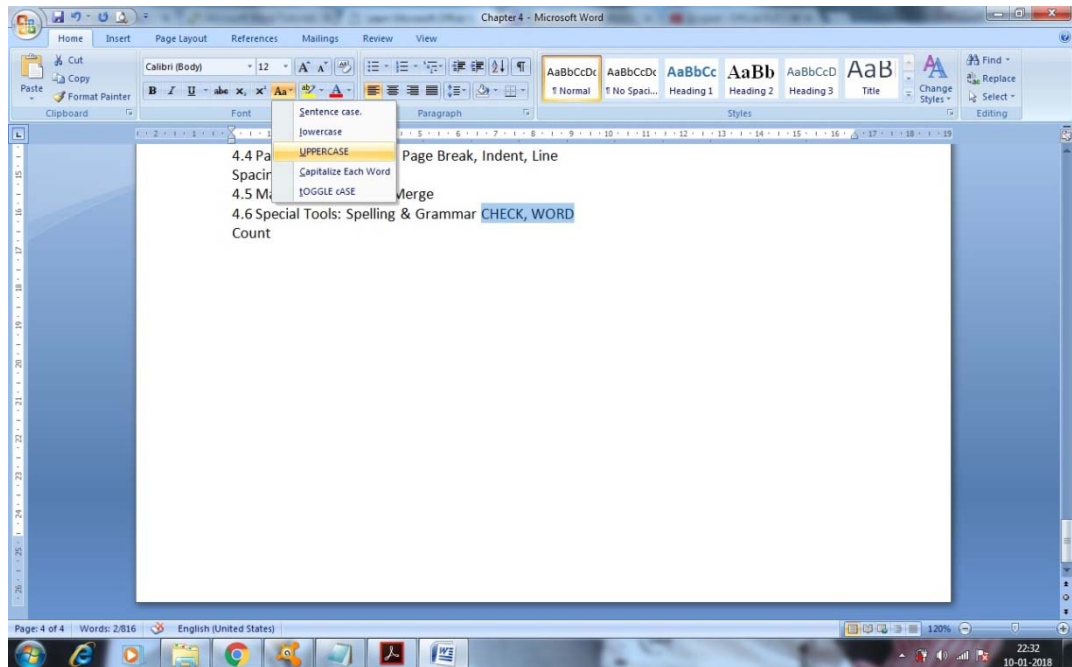 Chapter 4 - Microsoft Word
Home Insert Page Layout References Mailings Review View
Cut
Copy
Format Painter
Paste
Clipboard
Calibri (Body) 12
B I U abc
Font
Sentence case.
lowercase
UPPERCASE
Capitalize Each Word
tOGGLE cASE
Paragraph
AaBbCcDc AaBbCcDc AaBbCc AaBb AaBbCcD AaB
¶ Normal ¶ No Spaci... Heading 1 Heading 2 Heading 3 Title
Change Styles
Styles
Find
Replace
Select
Editing
4.4 Pa Page Break, Indent, Line
Spacin
4.5 Ma Merge
4.6 Special Tools: Spelling & Grammar CHECK, WORD
Count
Page: 4 of 4 Words: 2/816 English (United States) 120%
22:32
10-01-2018